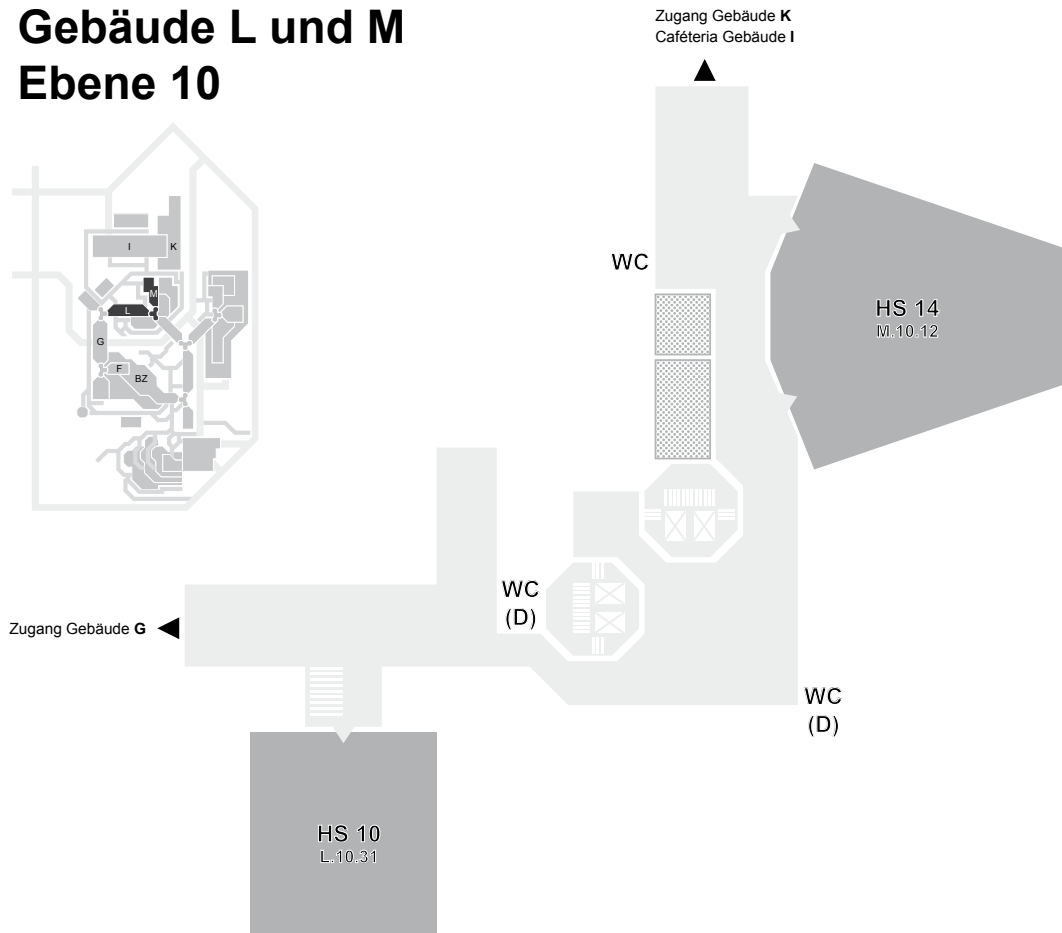 Gebäude L und M
Ebene 10
Zugang Gebäude K
Caféteria Gebäude I
I
K
M
L
G
F
BZ
WC
HS 14
M.10.12
WC
(D)
Zugang Gebäude G
WC
(D)
HS 10
L.10.31